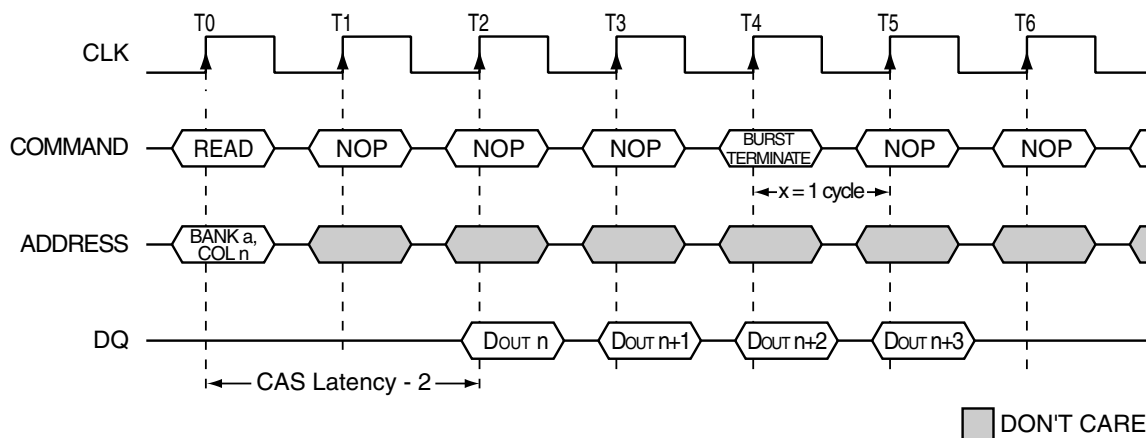 T0 T1 T2 T3 T4 T5 T6
CLK
COMMAND READ NOP NOP NOP BURST TERMINATE NOP NOP
x = 1 cycle
ADDRESS BANK a, COL n
DQ DOUT n DOUT n+1 DOUT n+2 DOUT n+3
CAS Latency - 2
DON'T CARE